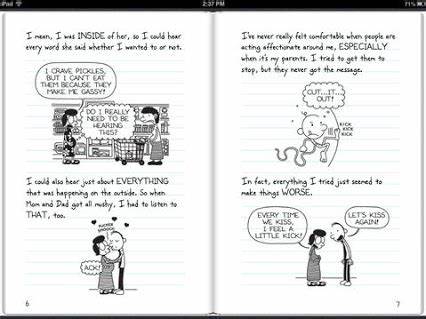 iPad
2:37 PM
71%
I mean, I was INSIDE of her, so I could hear
every word she said whether I wanted to or not.
I CRAVE PICKLES,
BUT I CAN'T EAT
THEM BECAUSE THEY
MAKE ME GASSY!
DO I REALLY
NEED TO BE
HEARING
THIS?
I could also hear just about EVERYTHING
that was happening on the outside. So when
Mom and Dad got all mushy, I had to listen to
THAT, too.
SMOOCH
ACK!
6
I've never really felt comfortable when people are
acting affectionate around me, ESPECIALLY
when it's my parents. I tried to get them to
stop, but they never got the message.
CUT...IT...
OUT!
KICK
KICK
KICK
In fact, everything I tried just seemed to
make things WORSE.
EVERY TIME
WE KISS,
I FEEL A
LITTLE KICK!
LET'S KISS
AGAIN!
7